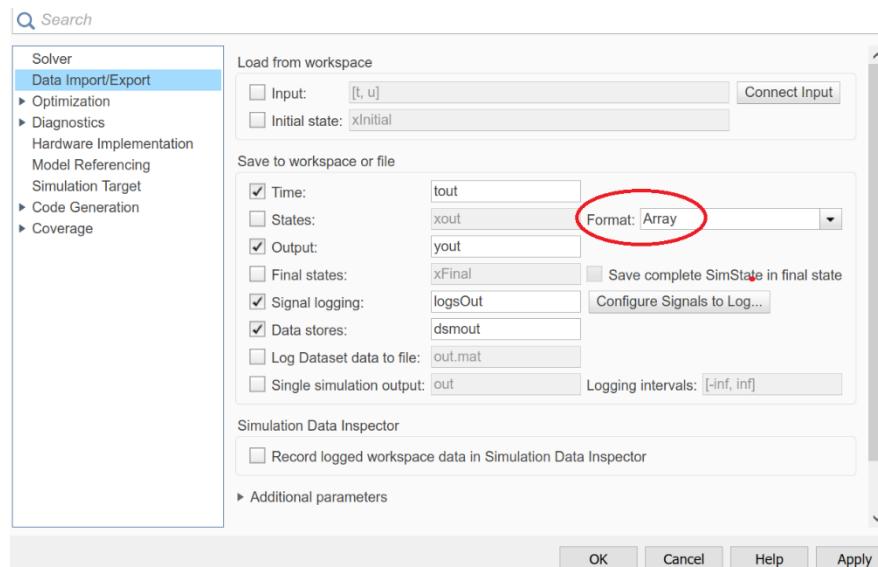 Search
Solver
Data Import/Export
Optimization
Diagnostics
Hardware Implementation
Model Referencing
Simulation Target
Code Generation
Coverage
Load from workspace
Input: [t, u] Connect Input
Initial state: xInitial
Save to workspace or file
Time: tout
States: xout Format: Array
Output: yout
Final states: xFinal Save complete SimState in final state
Signal logging: logsOut Configure Signals to Log...
Data stores: dsmout
Log Dataset data to file: out.mat
Single simulation output: out Logging intervals: [-inf, inf]
Simulation Data Inspector
Record logged workspace data in Simulation Data Inspector
Additional parameters
OK Cancel Help Apply